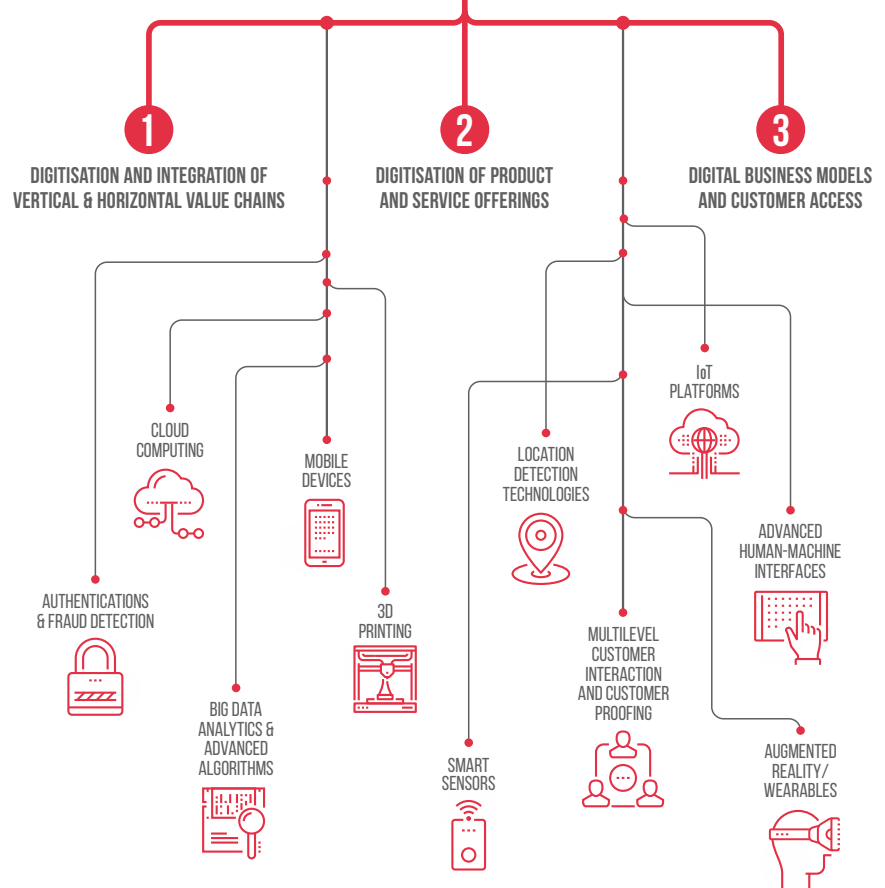 1
DIGITISATION AND INTEGRATION OF
VERTICAL & HORIZONTAL VALUE CHAINS
2
DIGITISATION OF PRODUCT
AND SERVICE OFFERINGS
3
DIGITAL BUSINESS MODELS
AND CUSTOMER ACCESS
IoT
PLATFORMS
CLOUD
COMPUTING
MOBILE
DEVICES
LOCATION
DETECTION
TECHNOLOGIES
ADVANCED
HUMAN-MACHINE
INTERFACES
AUTHENTICATIONS
& FRAUD DETECTION
3D
PRINTING
MULTILEVEL
CUSTOMER
INTERACTION
AND CUSTOMER
PROOFING
BIG DATA
ANALYTICS &
ADVANCED
ALGORITHMS
SMART
SENSORS
AUGMENTED
REALITY/
WEARABLES